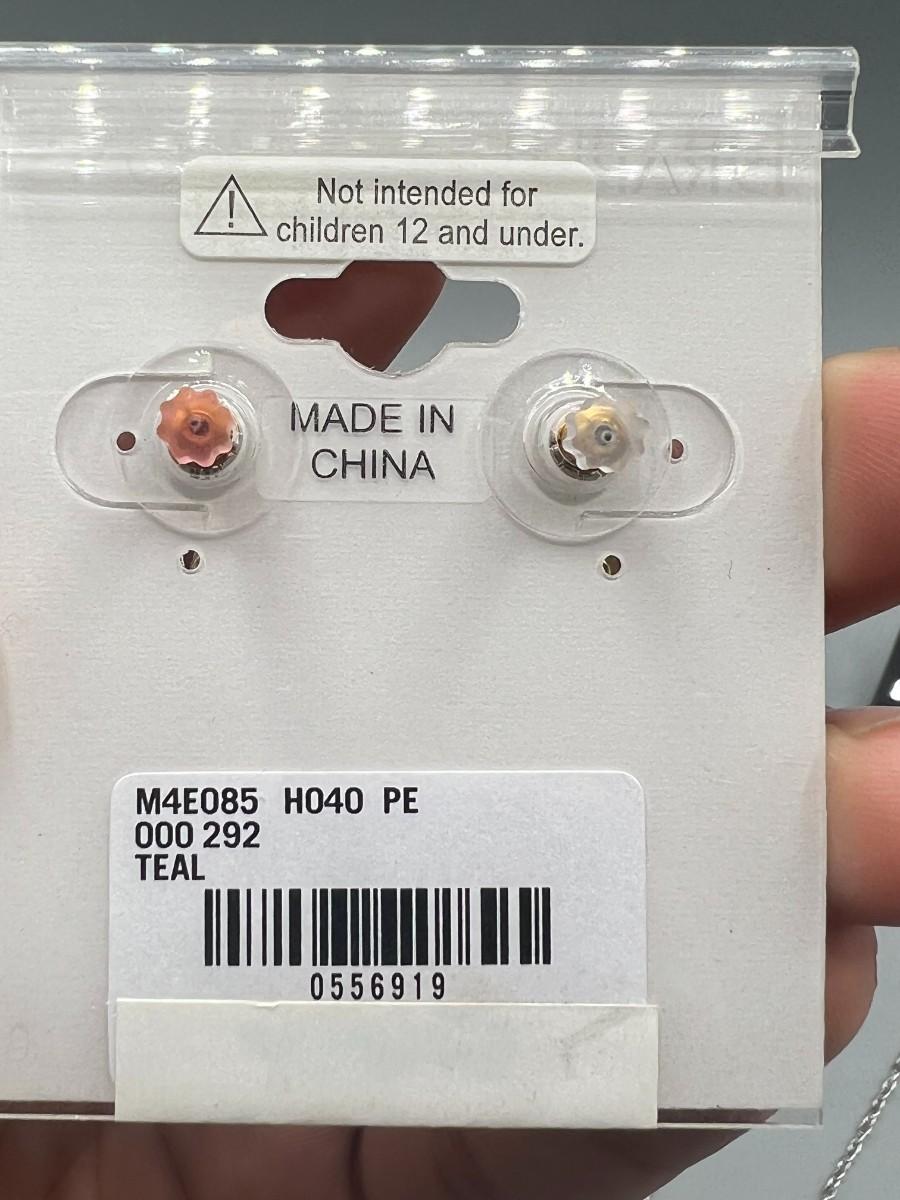 Not intended for
children 12 and under.
MADE IN
CHINA
M4E085 H040 PE
000 292
TEAL
0556919